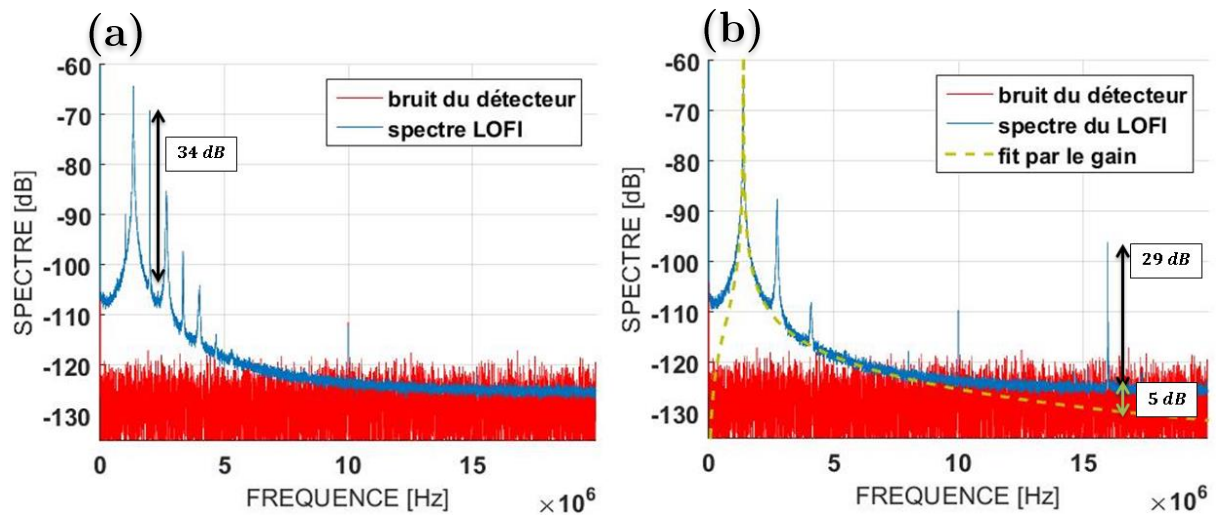 (a)
-60
-70
-80
-90
-100
-110
-120
-130
SPECTRE [dB]
bruit du détecteur
spectre LOFI
34 dB
0
5
10
15
FREQUENCE [Hz]
×10⁶
(b)
-60
-70
-80
-90
-100
-110
-120
-130
SPECTRE [dB]
bruit du détecteur
spectre du LOFI
fit par le gain
29 dB
5 dB
0
5
10
15
FREQUENCE [Hz]
×10⁶